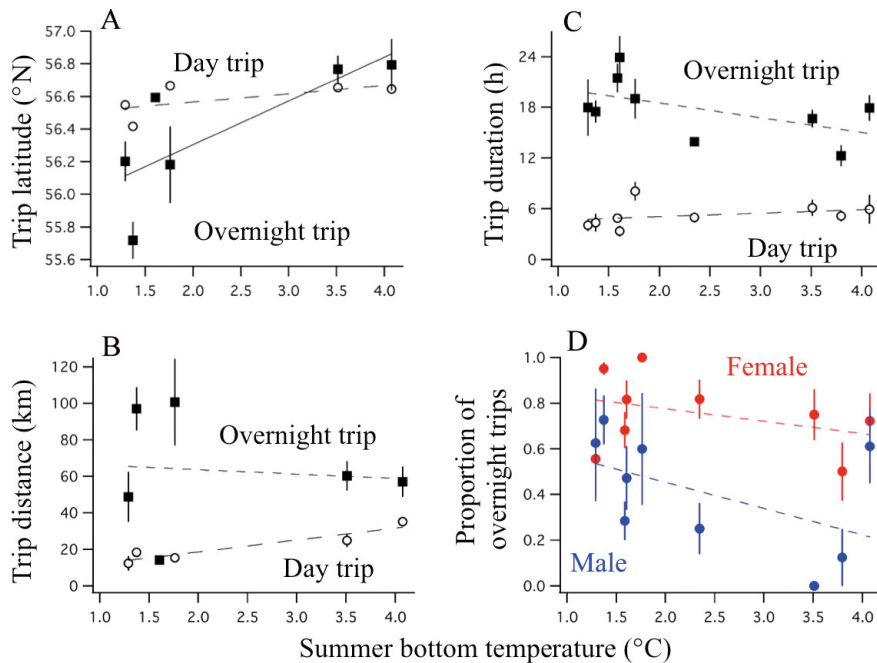 A
Trip latitude (°N)
57.0
56.8
56.6
56.4
56.2
56.0
55.8
55.6
Day trip
Overnight trip
1.0 1.5 2.0 2.5 3.0 3.5 4.0
C
Trip duration (h)
24
18
12
6
0
Overnight trip
Day trip
1.0 1.5 2.0 2.5 3.0 3.5 4.0
B
Trip distance (km)
120
100
80
60
40
20
0
Overnight trip
Day trip
1.0 1.5 2.0 2.5 3.0 3.5 4.0
D
Proportion of
overnight trips
1.0
0.8
0.6
0.4
0.2
0.0
Female
Male
1.0 1.5 2.0 2.5 3.0 3.5 4.0
Summer bottom temperature (°C)